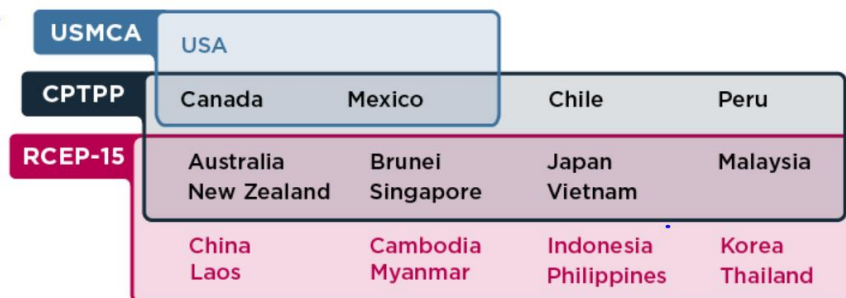 USMCA
USA
CPTPP
Canada Mexico Chile Peru
RCEP-15
Australia Brunei Japan Malaysia
New Zealand Singapore Vietnam
China Cambodia Indonesia Korea
Laos Myanmar Philippines Thailand